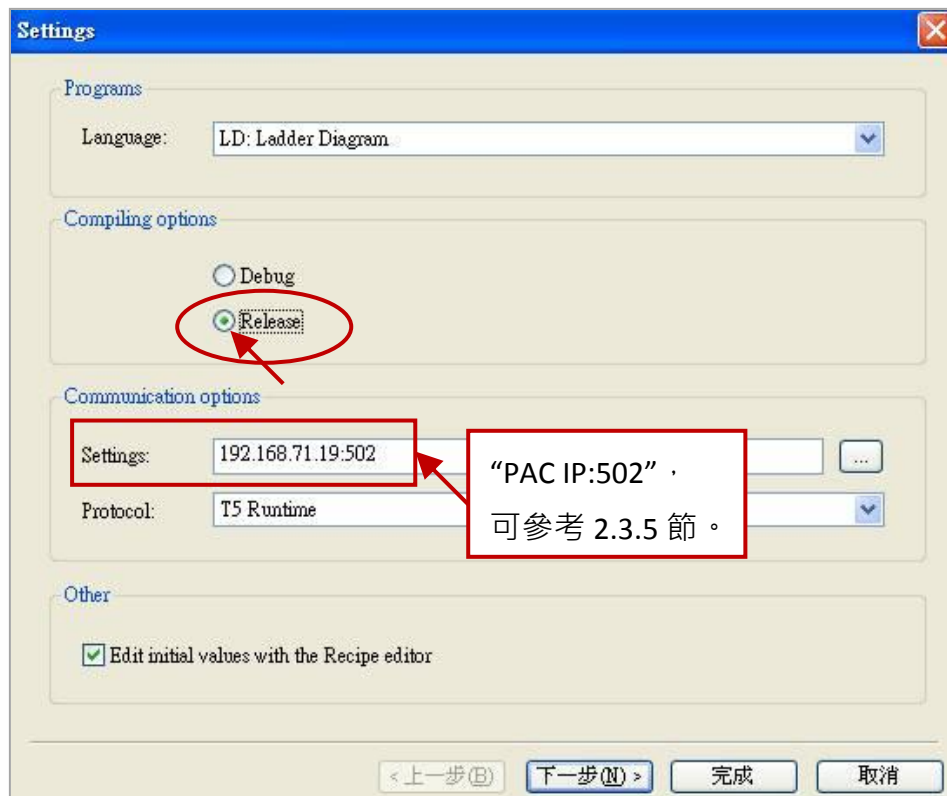 Settings
Programs
Language: LD: Ladder Diagram
Compiling options
Debug
Release
Communication options
Settings: 192.168.71.19:502 ...
“PAC IP:502”，
可參考 2.3.5 節。
Protocol: T5 Runtime
Other
Edit initial values with the Recipe editor
<上一步(B) 下一步(N) > 完成 取消